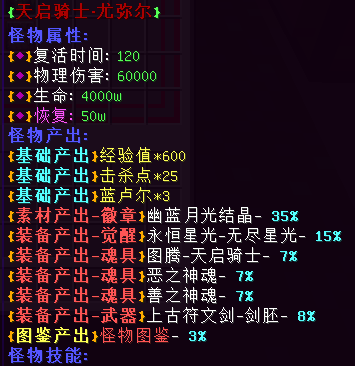 {天启骑士·尤弥尔}
怪物属性:
{◆}复活时间: 120
{◆}物理伤害: 60000
{◆}生命: 4000w
{◆}恢复: 50w
怪物产出:
{基础产出}经验值*600
{基础产出}击杀点*25
{基础产出}蓝卢尔*3
{素材产出-徽章}幽蓝月光结晶- 35%
{装备产出-觉醒}永恒星光-无尽星光- 15%
{装备产出-魂具}图腾-天启骑士- 7%
{装备产出-魂具}恶之神魂- 7%
{装备产出-魂具}善之神魂- 7%
{装备产出-武器}上古符文剑-剑胚- 8%
{图鉴产出}怪物图鉴- 3%
怪物技能: